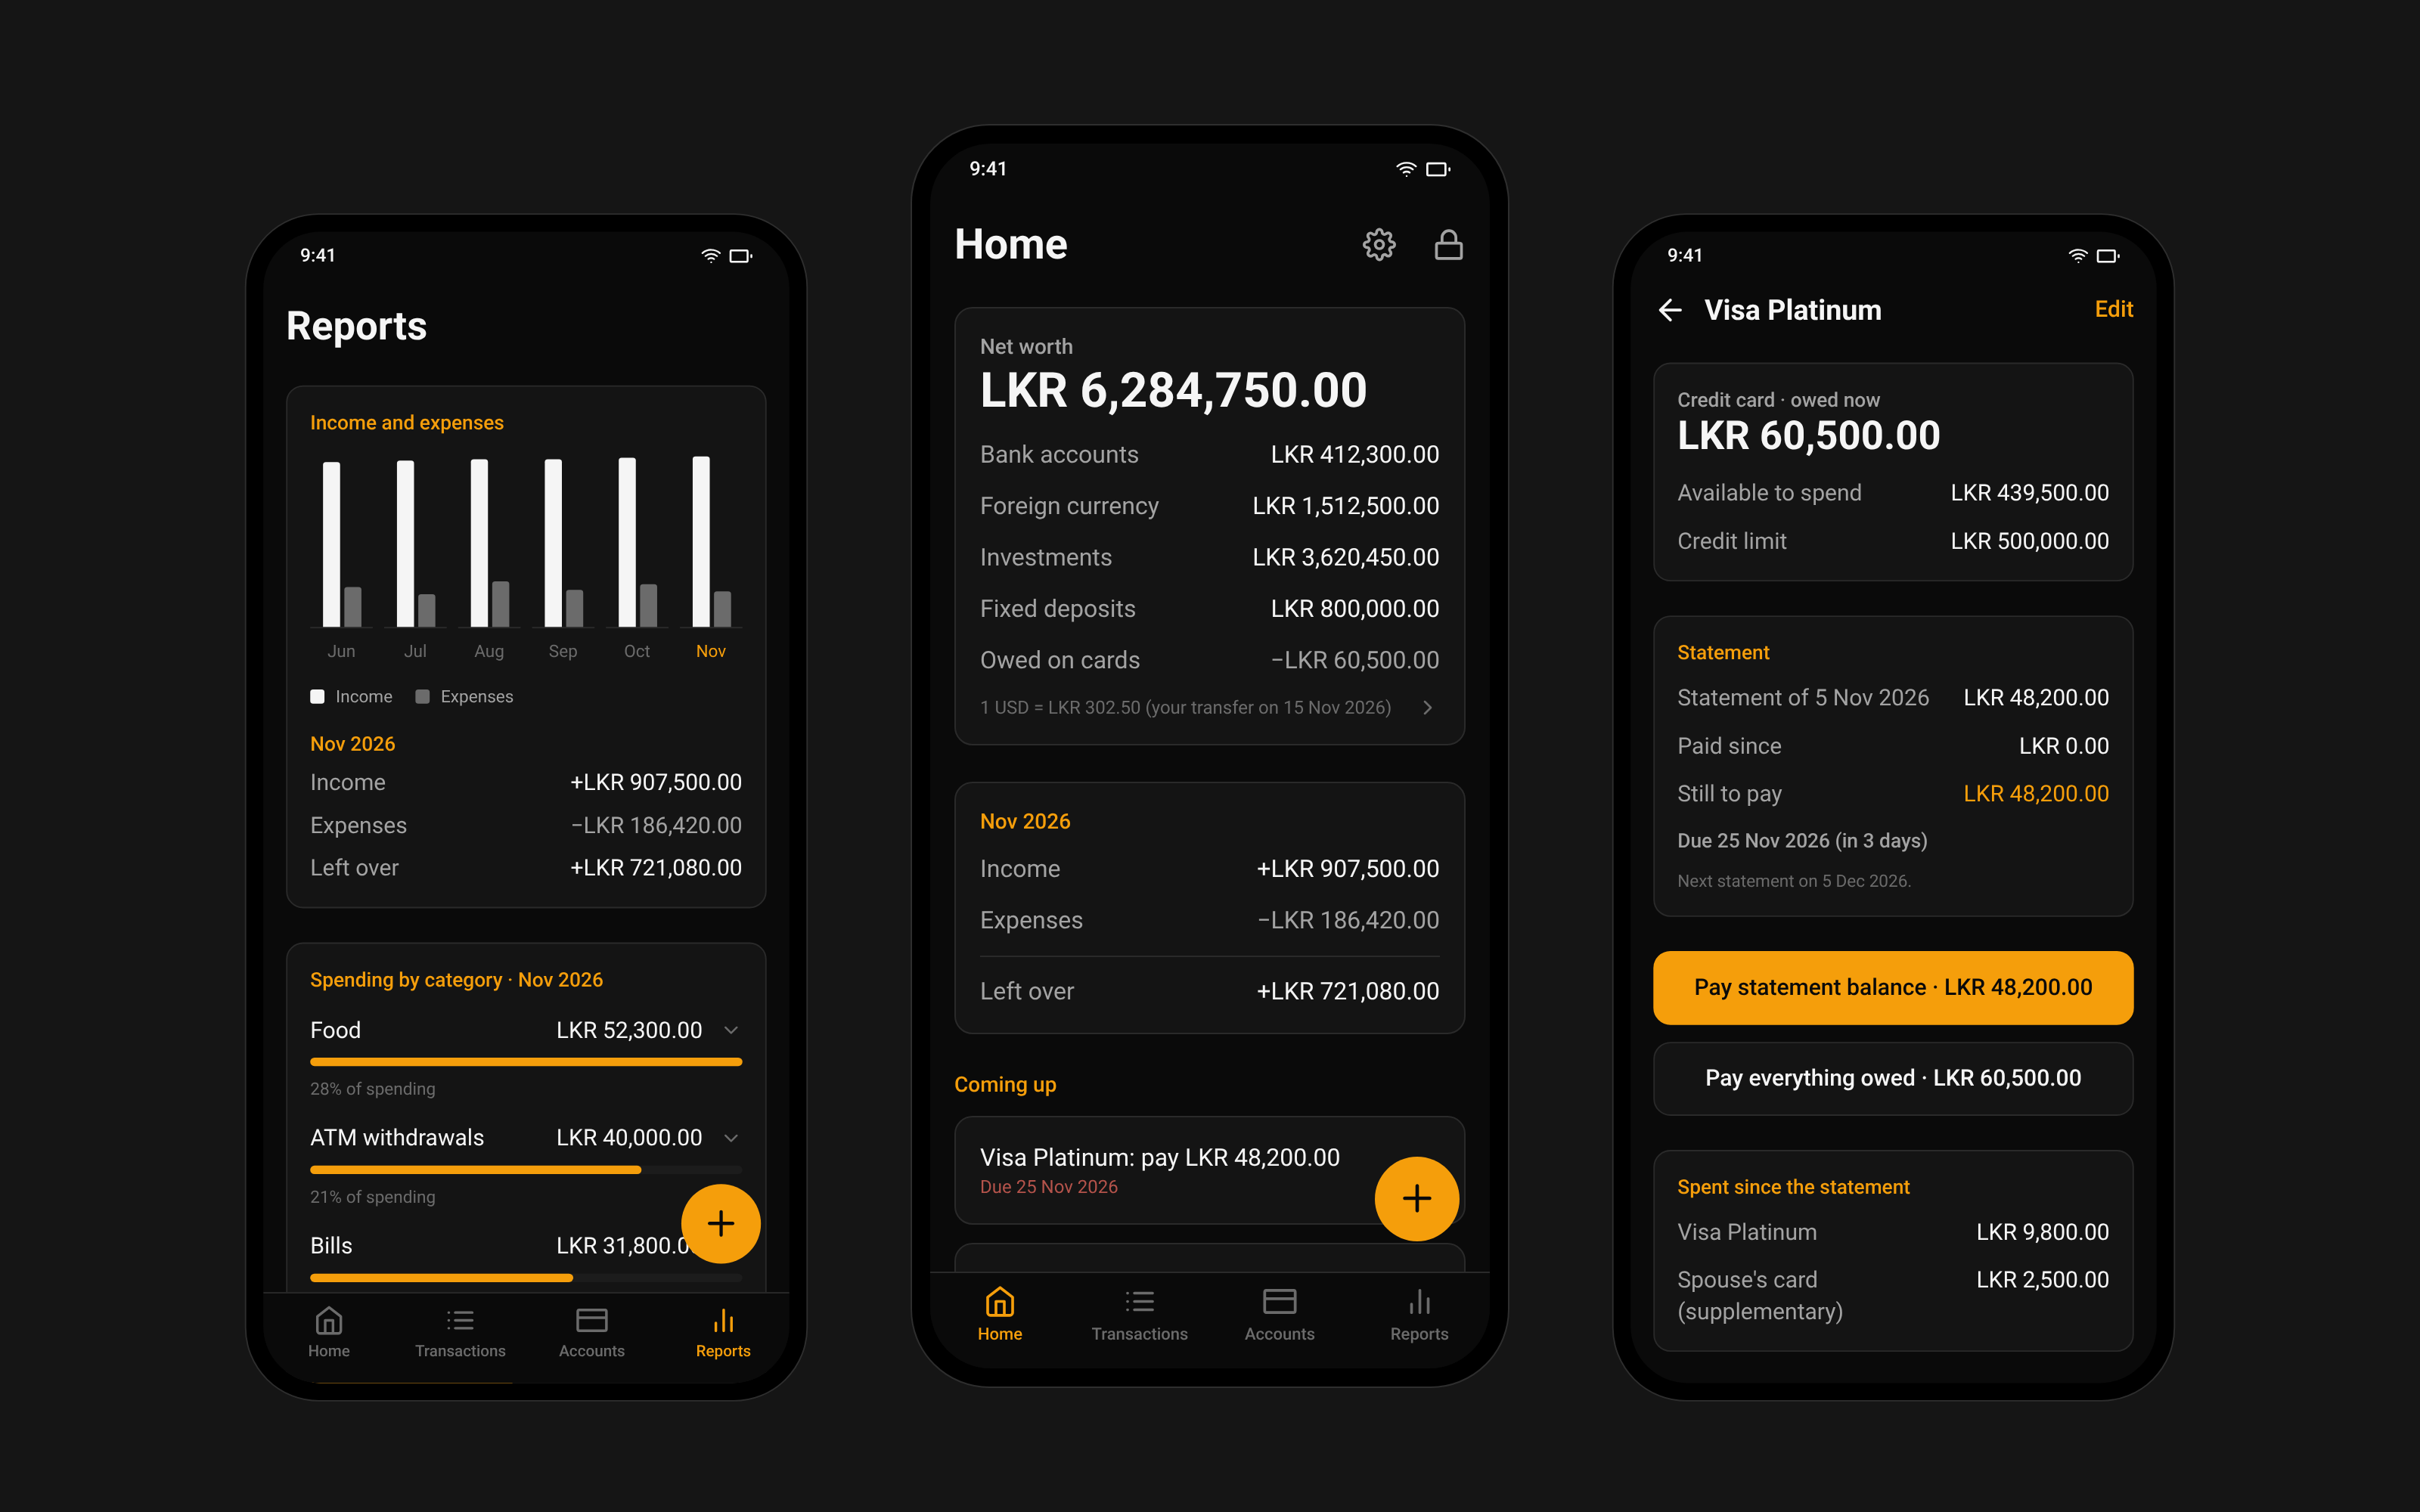 9:41
Reports
Income and expenses
Jun Jul Aug Sep Oct Nov
Income Expenses
Nov 2026
Income +LKR 907,500.00
Expenses −LKR 186,420.00
Left over +LKR 721,080.00
Spending by category · Nov 2026
Food LKR 52,300.00
28% of spending
ATM withdrawals LKR 40,000.00
21% of spending
Bills LKR 31,800.0
Home Transactions Accounts Reports
9:41
Home
Net worth
LKR 6,284,750.00
Bank accounts LKR 412,300.00
Foreign currency LKR 1,512,500.00
Investments LKR 3,620,450.00
Fixed deposits LKR 800,000.00
Owed on cards −LKR 60,500.00
1 USD = LKR 302.50 (your transfer on 15 Nov 2026)
Nov 2026
Income +LKR 907,500.00
Expenses −LKR 186,420.00
Left over +LKR 721,080.00
Coming up
Visa Platinum: pay LKR 48,200.00
Due 25 Nov 2026
Home Transactions Accounts Reports
9:41
Visa Platinum Edit
Credit card · owed now
LKR 60,500.00
Available to spend LKR 439,500.00
Credit limit LKR 500,000.00
Statement
Statement of 5 Nov 2026 LKR 48,200.00
Paid since LKR 0.00
Still to pay LKR 48,200.00
Due 25 Nov 2026 (in 3 days)
Next statement on 5 Dec 2026.
Pay statement balance · LKR 48,200.00
Pay everything owed · LKR 60,500.00
Spent since the statement
Visa Platinum LKR 9,800.00
Spouse's card LKR 2,500.00
(supplementary)